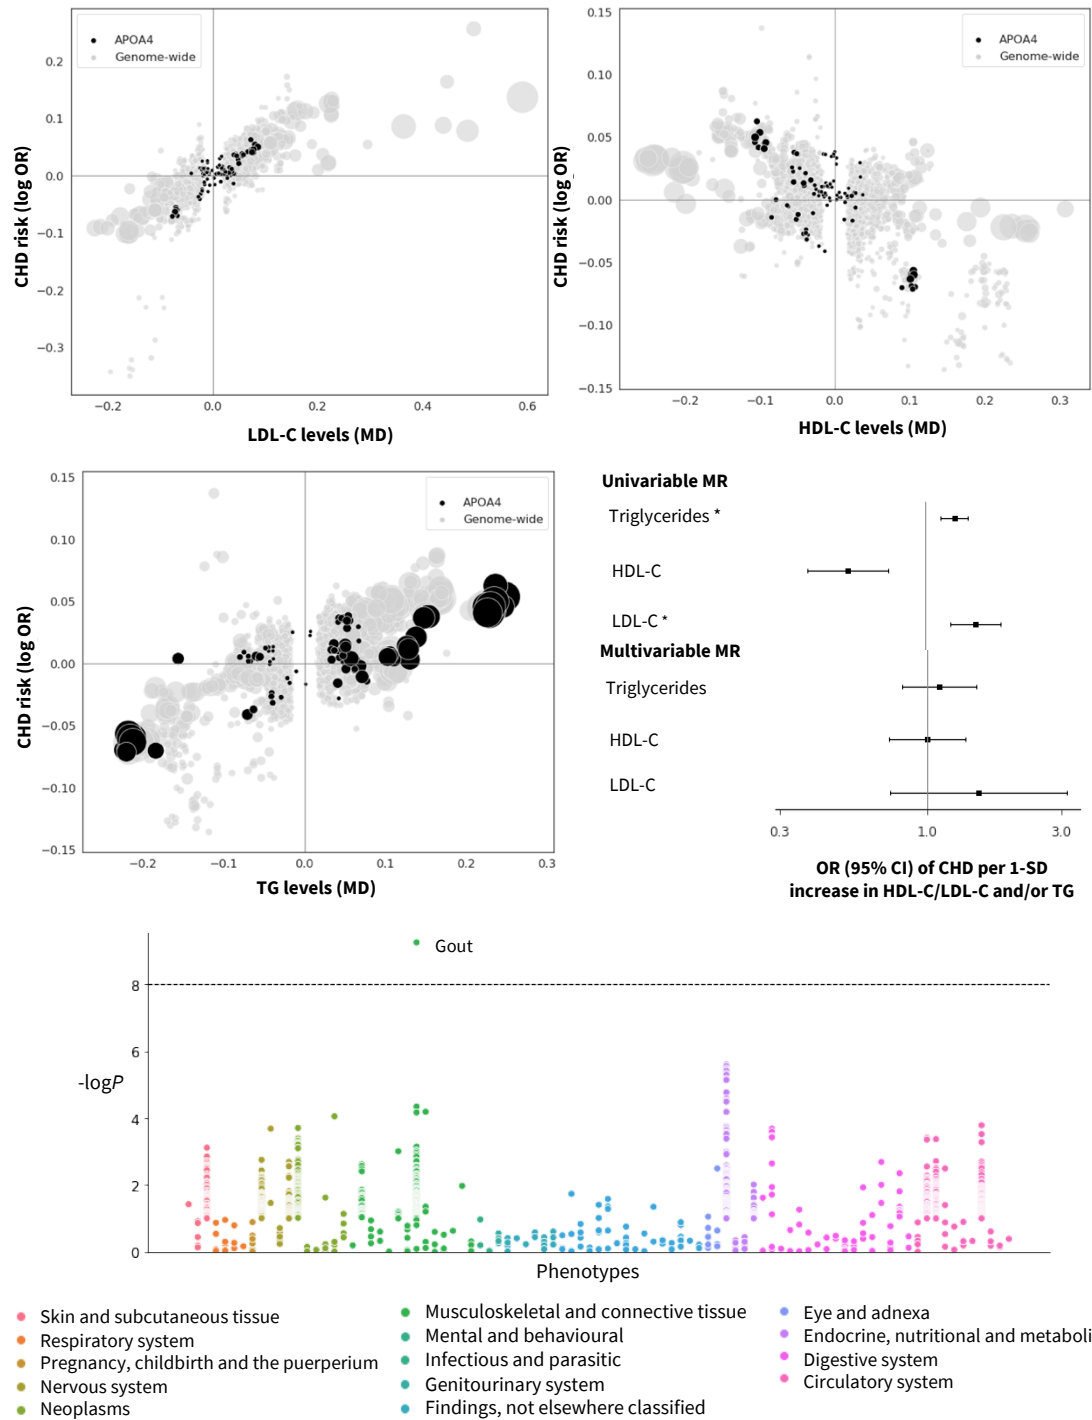 APOA4
Genome-wide
0.2
0.1
0.0
−0.1
−0.2
−0.3
CHD risk (log OR)
−0.2
0.0
0.2
0.4
0.6
LDL-C levels (MD)
APOA4
Genome-wide
0.15
0.10
0.05
0.00
−0.05
−0.10
−0.15
CHD risk (log OR)
−0.2
−0.1
0.0
0.1
0.2
0.3
HDL-C levels (MD)
APOA4
Genome-wide
0.15
0.10
0.05
0.00
−0.05
−0.10
−0.15
CHD risk (log OR)
−0.2
−0.1
0.0
0.1
0.2
0.3
TG levels (MD)
Univariable MR
Triglycerides *
HDL-C
LDL-C *
Multivariable MR
Triglycerides
HDL-C
LDL-C
0.3
1.0
3.0
OR (95% CI) of CHD per 1-SD
increase in HDL-C/LDL-C and/or TG
Gout
8
6
4
2
0
-logP
Phenotypes
Skin and subcutaneous tissue
Respiratory system
Pregnancy, childbirth and the puerperium
Nervous system
Neoplasms
Musculoskeletal and connective tissue
Mental and behavioural
Infectious and parasitic
Genitourinary system
Findings, not elsewhere classified
Eye and adnexa
Endocrine, nutritional and metaboli
Digestive system
Circulatory system